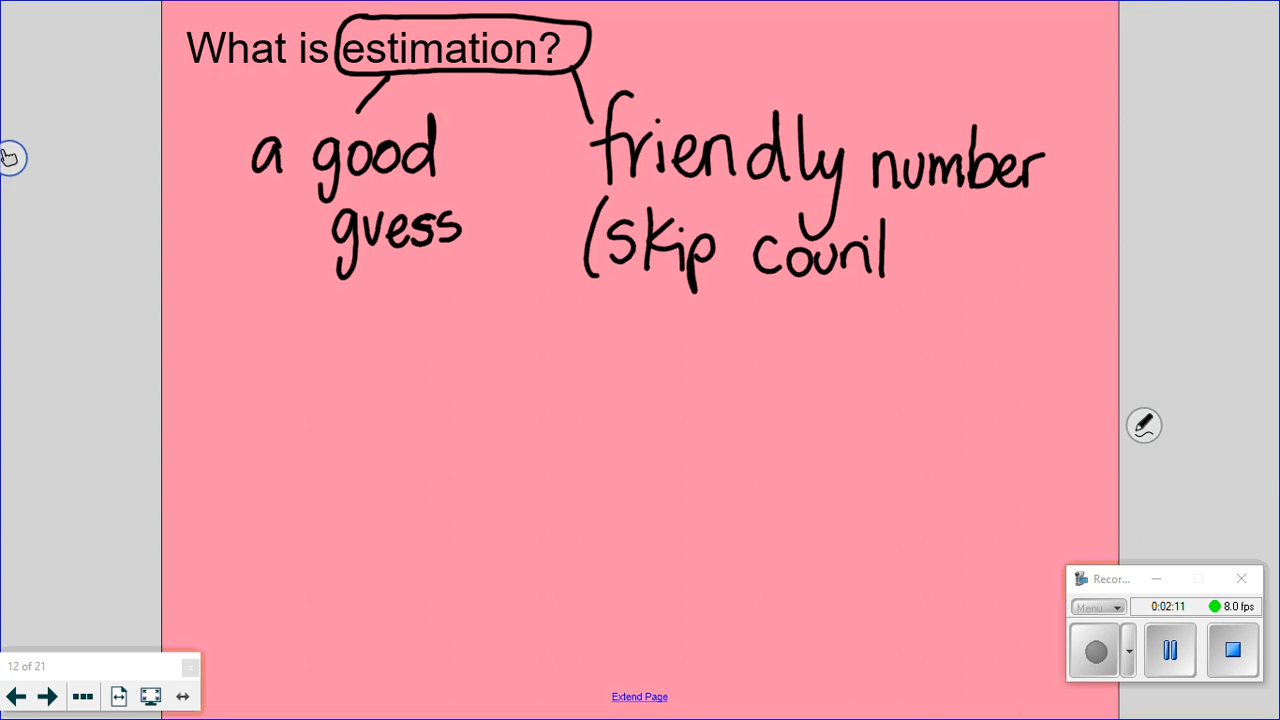 What is estimation?
a good
guess
friendly number
(skip count
Recor...
Menu
0:02:11
8.0 fps
12 of 21
Extend Page